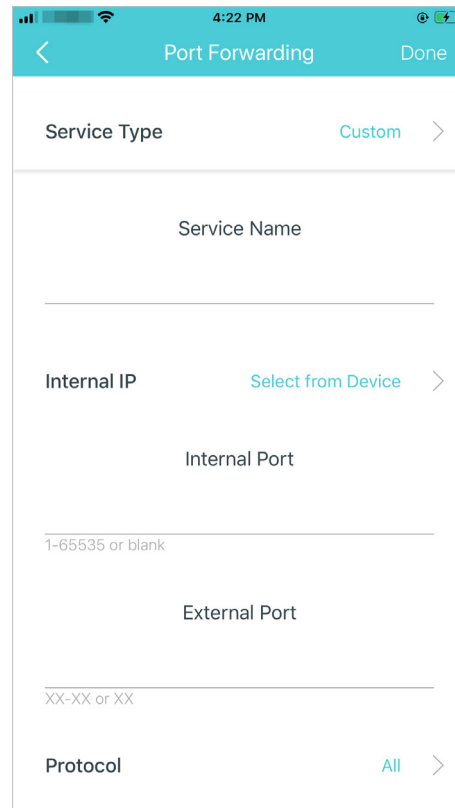 4:22 PM
Port Forwarding
Done
Service Type
Custom
Service Name
Internal IP
Select from Device
Internal Port
1-65535 or blank
External Port
XX-XX or XX
Protocol
All